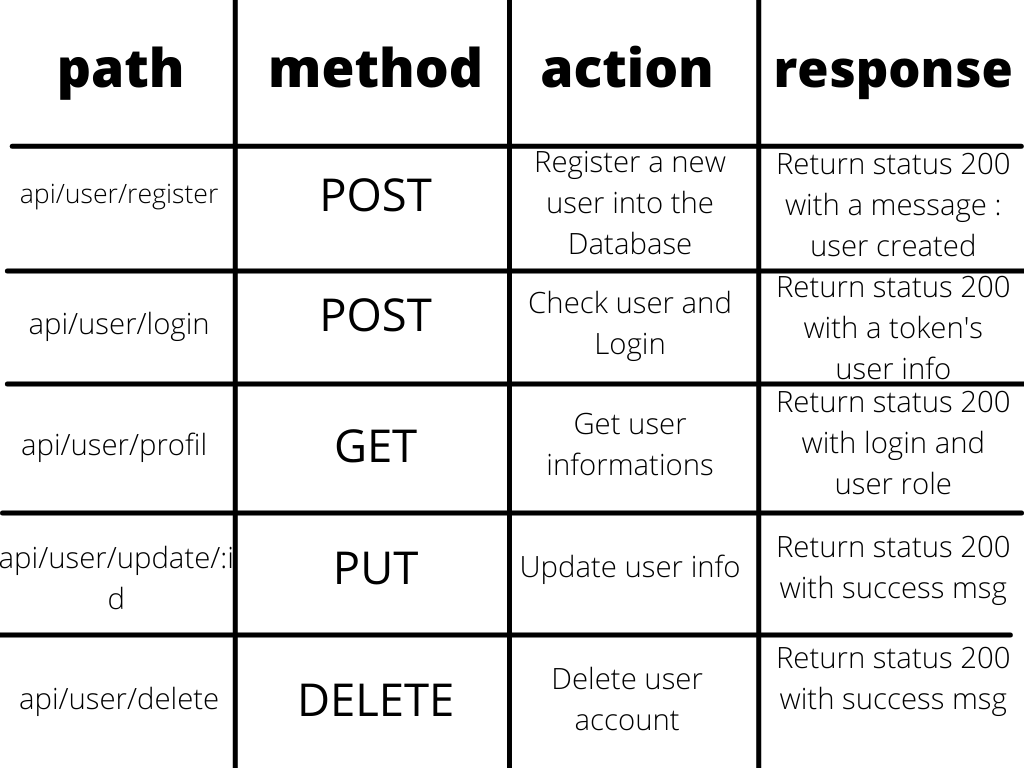 path
method
action
response
api/user/register
POST
Register a new
user into the
Database
Return status 200
with a message :
user created
api/user/login
POST
Check user and
Login
Return status 200
with a token's
user info
api/user/profil
GET
Get user
informations
Return status 200
with login and
user role
api/user/update/:i
d
PUT
Update user info
Return status 200
with success msg
api/user/delete
DELETE
Delete user
account
Return status 200
with success msg